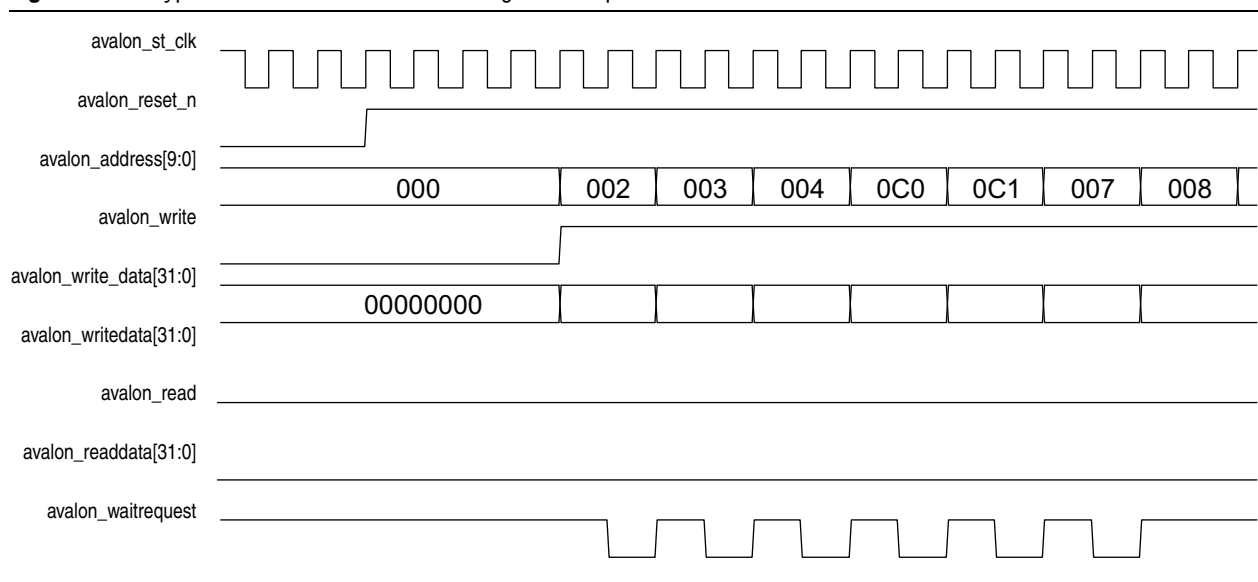 avalon_st_clk
avalon_reset_n
avalon_address[9:0]
000 002 003 004 0C0 0C1 007 008
avalon_write
avalon_write_data[31:0]
00000000
avalon_writedata[31:0]
avalon_read
avalon_readdata[31:0]
avalon_waitrequest